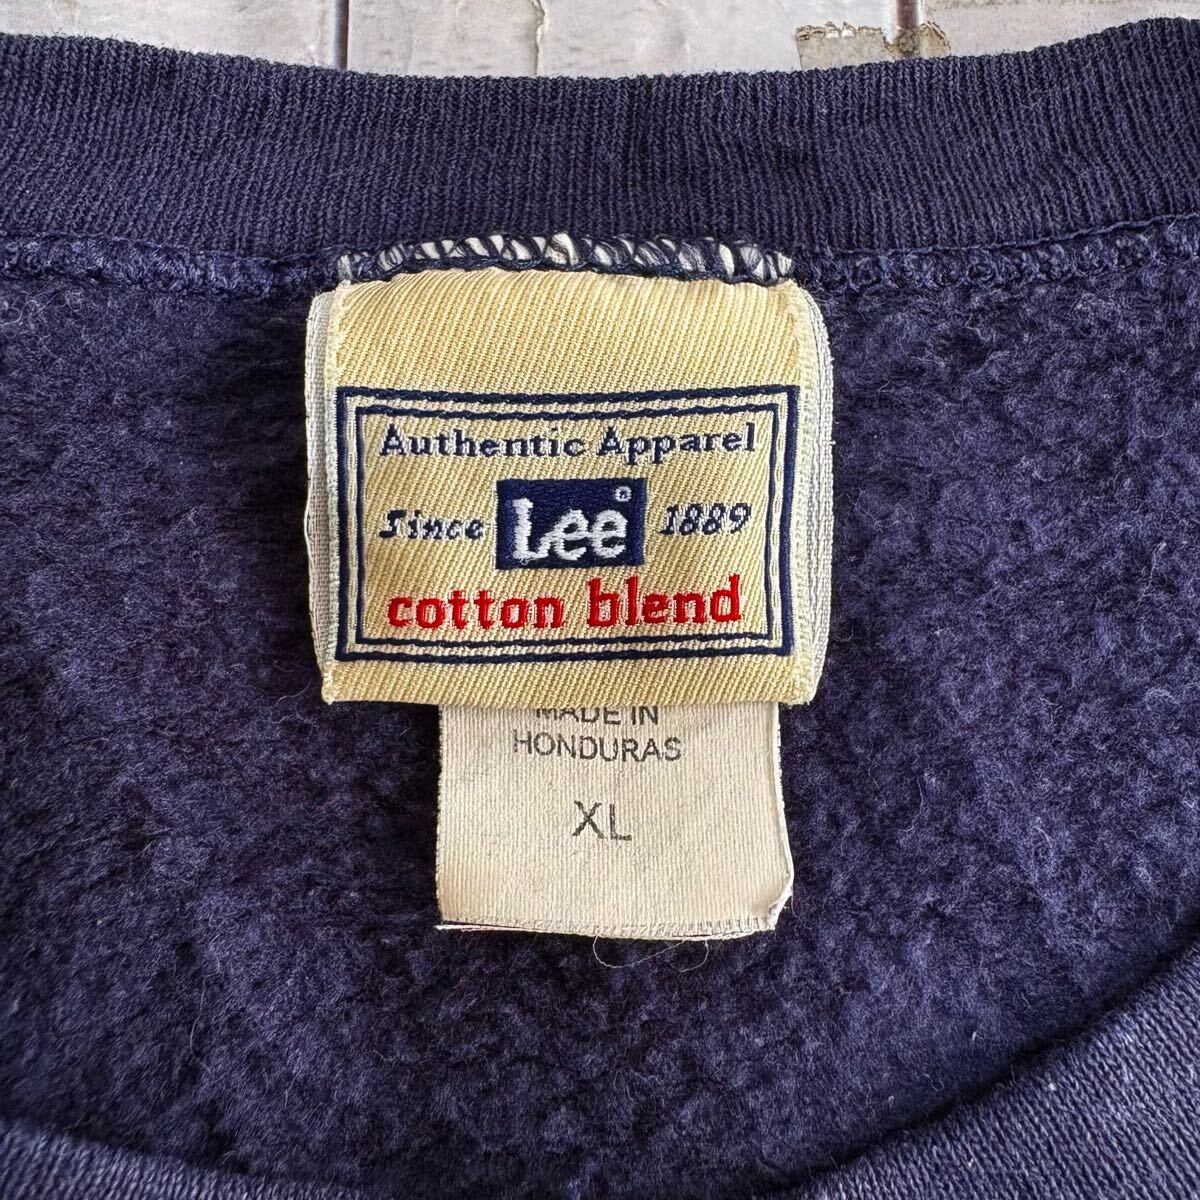 Authentic Apparel
Since Lee® 1889
cotton blend
MADE IN
HONDURAS
XL